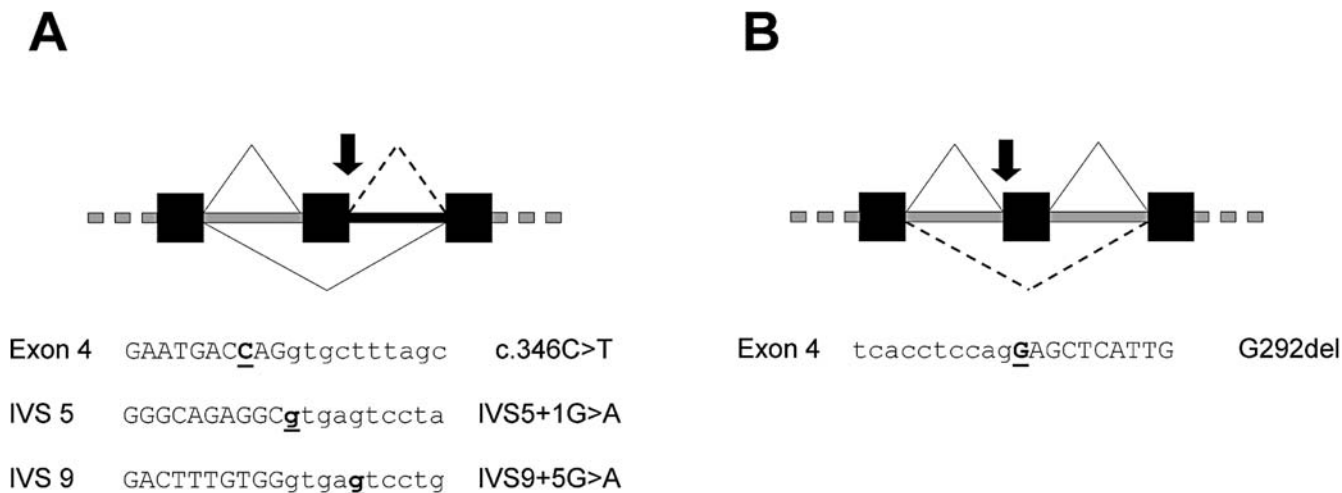 A
B
Exon 4 GAATGACCAGgtgctttagc c.346C>T
Exon 4 tcacctccagGAGCTCATTG G292del
IVS 5 GGGCAGAGGCgtgagtccta IVS5+1G>A
IVS 9 GACTTTGTGGgtgagtcctg IVS9+5G>A